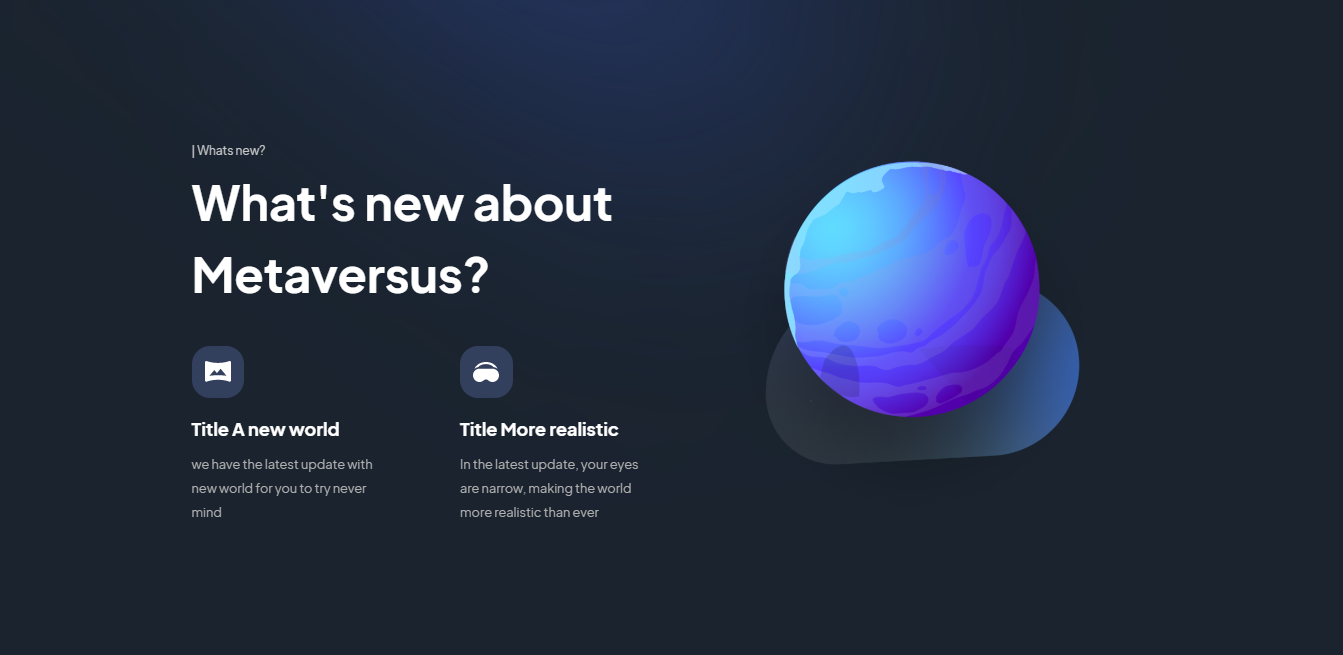 | Whats new?
What's new about
Metaversus?
Title A new world
we have the latest update with
new world for you to try never
mind
Title More realistic
In the latest update, your eyes
are narrow, making the world
more realistic than ever